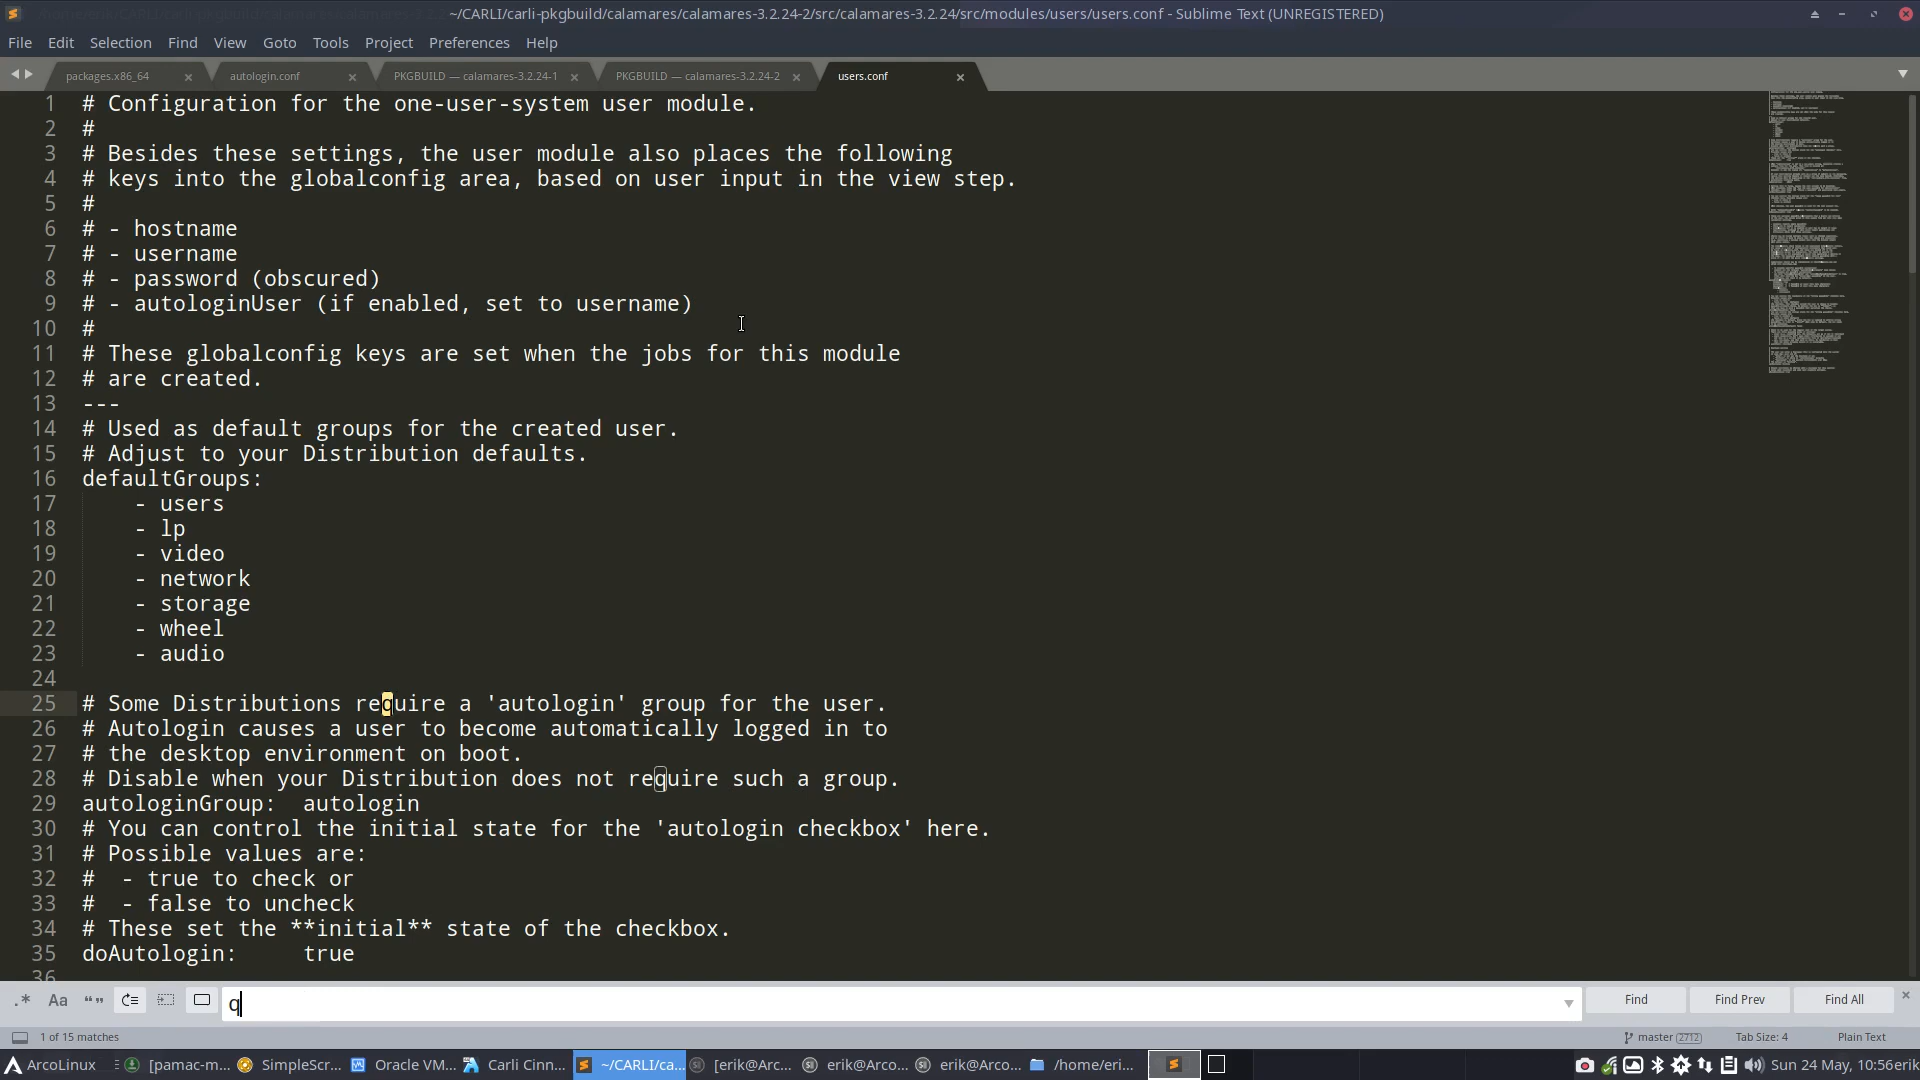 ~/CARLI/carli-pkgbuild/calamares/calamares-3.2.24-2/src/calamares-3.2.24/src/modules/users/users.conf - Sublime Text (UNREGISTERED)
File Edit Selection Find View Goto Tools Project Preferences Help
packages.x86_64 × autologin.conf × PKGBUILD — calamares-3.2.24-1 × PKGBUILD — calamares-3.2.24-2 × users.conf ×
1 # Configuration for the one-user-system user module.
2 #
3 # Besides these settings, the user module also places the following
4 # keys into the globalconfig area, based on user input in the view step.
5 #
6 # - hostname
7 # - username
8 # - password (obscured)
9 # - autologinUser (if enabled, set to username)
10 #
11 # These globalconfig keys are set when the jobs for this module
12 # are created.
13 ---
14 # Used as default groups for the created user.
15 # Adjust to your Distribution defaults.
16 defaultGroups:
17     - users
18     - lp
19     - video
20     - network
21     - storage
22     - wheel
23     - audio
24
25 # Some Distributions require a 'autologin' group for the user.
26 # Autologin causes a user to become automatically logged in to
27 # the desktop environment on boot.
28 # Disable when your Distribution does not require such a group.
29 autologinGroup:  autologin
30 # You can control the initial state for the 'autologin checkbox' here.
31 # Possible values are:
32 #  - true to check or
33 #  - false to uncheck
34 # These set the **initial** state of the checkbox.
35 doAutologin:     true
36
.* Aa “” q Find Find Prev Find All ×
1 of 15 matches master 2712 Tab Size: 4 Plain Text
ArcoLinux [pamac-m... SimpleScr... Oracle VM... Carli Cinn... ~/CARLI/ca... [erik@Arc... erik@Arco... erik@Arco... /home/eri... Sun 24 May, 10:56erik